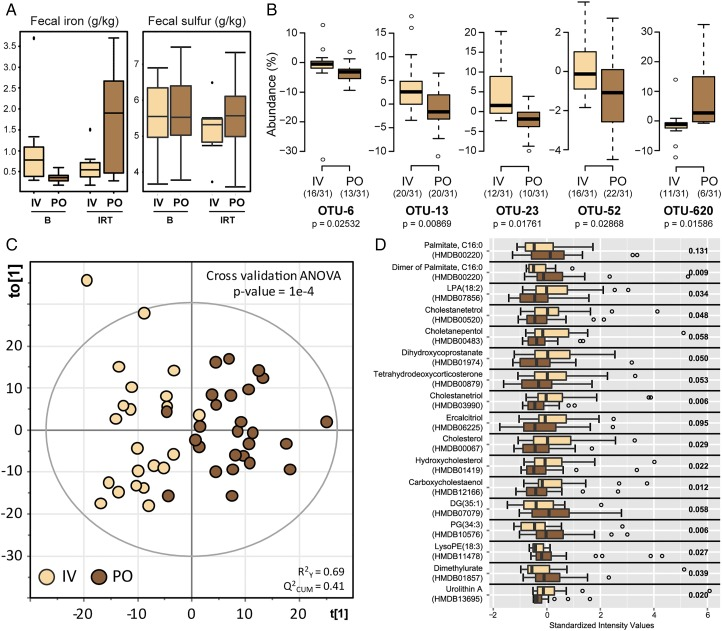 A
Fecal iron (g/kg)
Fecal sulfur (g/kg)
3.5
3.0
2.5
2.0
1.5
1.0
0.5
8
7
6
5
4
IV PO IV PO
B IRT
IV PO IV PO
B IRT
B
Abundance (%)
10
0
-10
-20
-30
15
10
5
0
-5
-10
20
15
10
5
0
-5
-10
2
0
-2
-4
30
20
10
0
-10
IV PO
(16/31) (13/31)
OTU-6
p = 0.02532
IV PO
(20/31) (20/31)
OTU-13
p = 0.00869
IV PO
(12/31) (10/31)
OTU-23
p = 0.01761
IV PO
(16/31) (22/31)
OTU-52
p = 0.02868
IV PO
(11/31) (6/31)
OTU-620
p = 0.01586
C
to[1]
Cross validation ANOVA
p-value = 1e-4
20
10
0
-10
-20
-30
IV PO
R²Y = 0.69
Q²CUM = 0.41
-20 -10 0 10 20
t[1]
D
Palmitate, C16:0
(HMDB00220)
0.131
Dimer of Palmitate, C16:0
(HMDB00220)
0.009
LPA(18:2)
(HMDB07856)
0.034
Cholestanetetrol
(HMDB00520)
0.048
Choletanepentol
(HMDB00483)
0.058
Dihydroxycoprostanate
(HMDB01974)
0.050
Tetrahydrodeoxycorticosterone
(HMDB00879)
0.053
Cholestanetriol
(HMDB03990)
0.006
Ercalcitriol
(HMDB06225)
0.095
Cholesterol
(HMDB00067)
0.029
Hydroxycholesterol
(HMDB01419)
0.022
Carboxycholestaenol
(HMDB12166)
0.012
DG(35:1)
(HMDB07079)
0.058
PG(34:3)
(HMDB10576)
0.006
LysoPE(18:3)
(HMDB11478)
0.027
Dimethylurate
(HMDB01857)
0.039
Urolithin A
(HMDB13695)
0.020
-2 0 2 4 6
Standardized Intensity Values